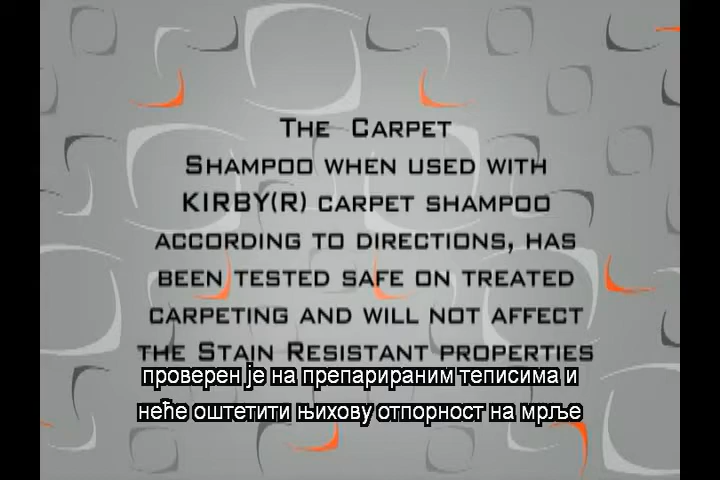 THE CARPET
SHAMPOO WHEN USED WITH
KIRBY(R) CARPET SHAMPOO
ACCORDING TO DIRECTIONS, HAS
BEEN TESTED SAFE ON TREATED
CARPETING AND WILL NOT AFFECT
THE STAIN RESISTANT PROPERTIES
проверен је на препарираним теписима и
неће оштетити њихову отпорност на мрље